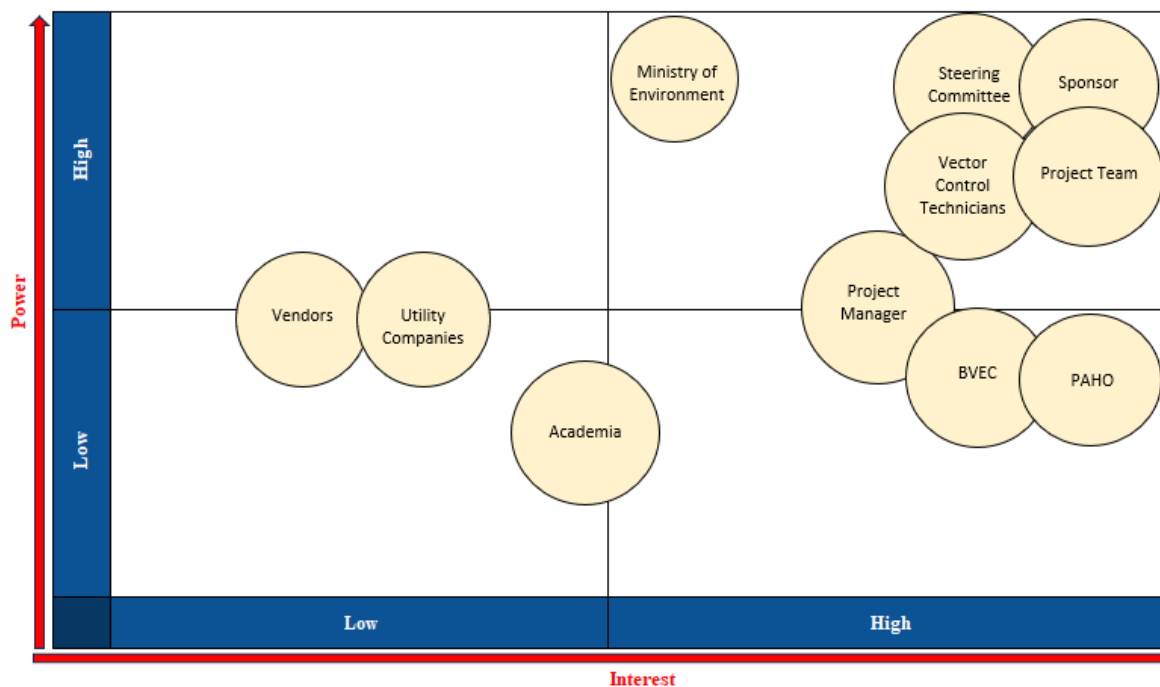 Power
High
Low
Ministry of
Environment
Steering
Committee
Sponsor
Vector
Control
Technicians
Project Team
Vendors
Utility
Companies
Project
Manager
BVEC
PAHO
Academia
Low
High
Interest